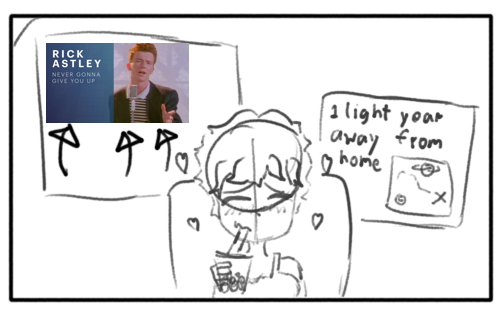 RICK
ASTLEY
NEVER GONNA
GIVE YOU UP
1 light year
away from
home